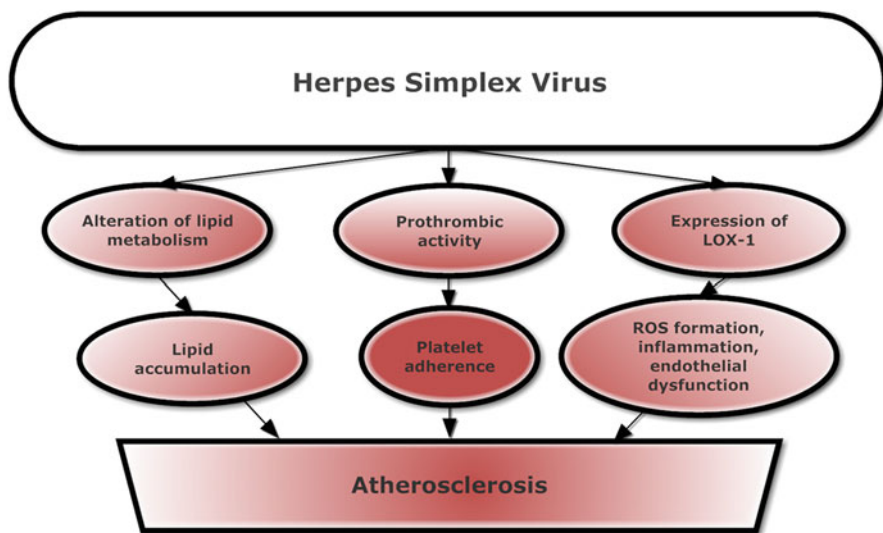 Herpes Simplex Virus
Alteration of lipid
metabolism
Prothrombic
activity
Expression of
LOX-1
Lipid
accumulation
Platelet
adherence
ROS formation,
inflammation,
endothelial
dysfunction
Atherosclerosis